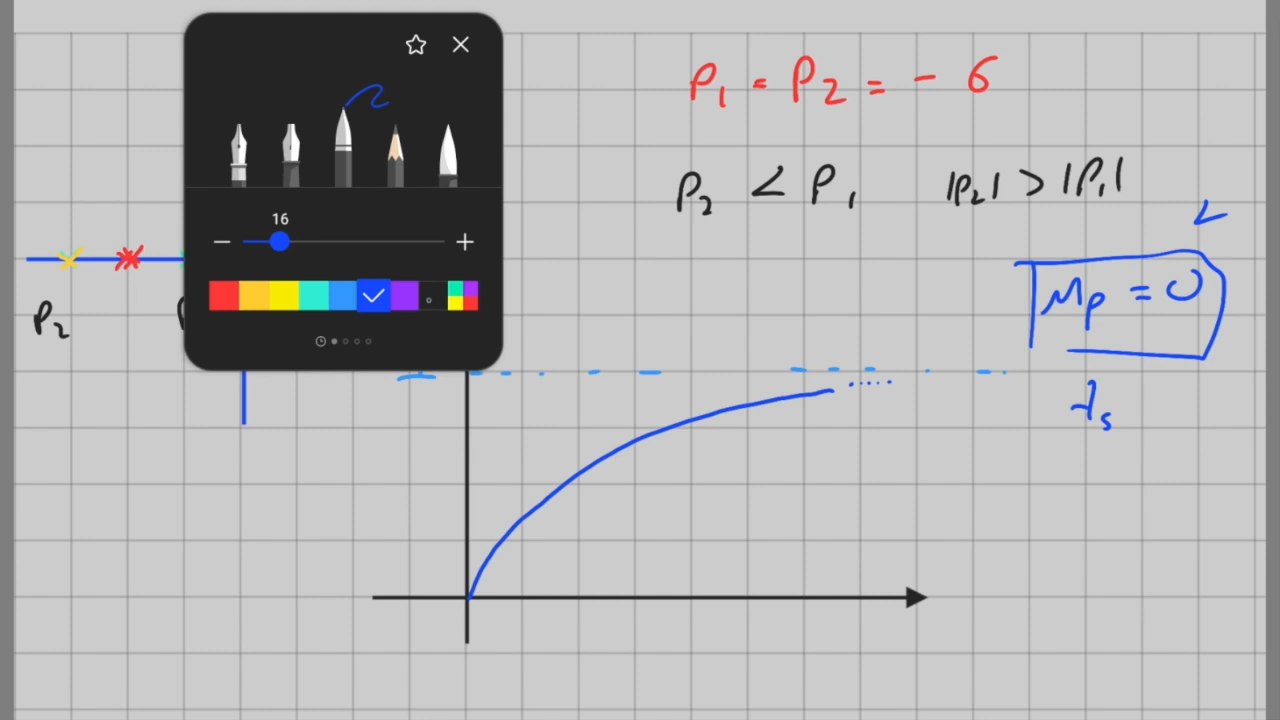 P₁ = P₂ = - 6
P₂ < P₁ |P₂| > |P₁|
16
Mₚ = 0
P₂
tₛ